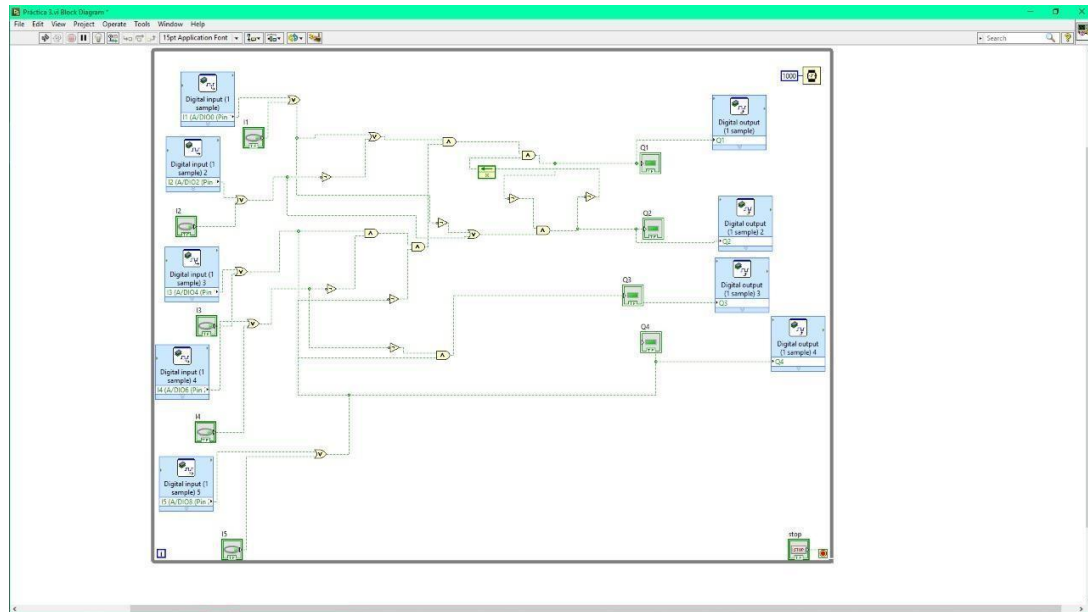 Práctica 3.vi Block Diagram *
File Edit View Project Operate Tools Window Help
15pt Application Font
Search
1000
Digital input (1
sample)
I1 (A/DIO0 (Pin
I1
Digital input (1
sample) 2
I2 (A/DIO2 (Pin
I2
Digital input (1
sample) 3
I3 (A/DIO4 (Pin
I3
Digital input (1
sample) 4
I4 (A/DIO6 (Pin
I4
Digital input (1
sample) 5
I5 (A/DIO8 (Pin
I5
Q1
Q2
Q3
Q4
Digital output
(1 sample)
Q1
Digital output
(1 sample) 2
Q2
Digital output
(1 sample) 3
Q3
Digital output
(1 sample) 4
Q4
i
stop
STOP